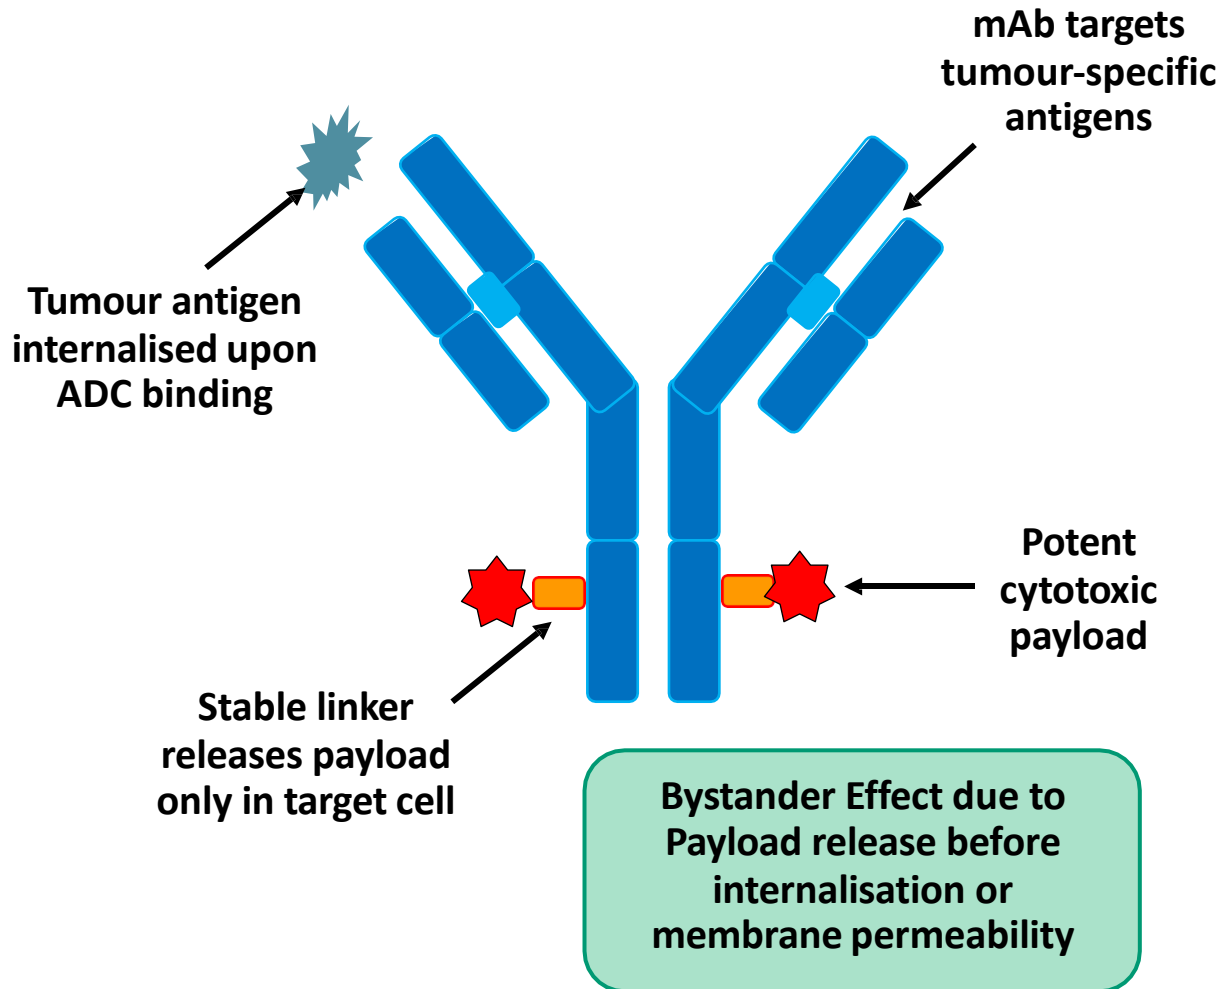 mAb targets
tumour-specific
antigens
Tumour antigen
internalised upon
ADC binding
Potent
cytotoxic
payload
Stable linker
releases payload
only in target cell
Bystander Effect due to
Payload release before
internalisation or
membrane permeability